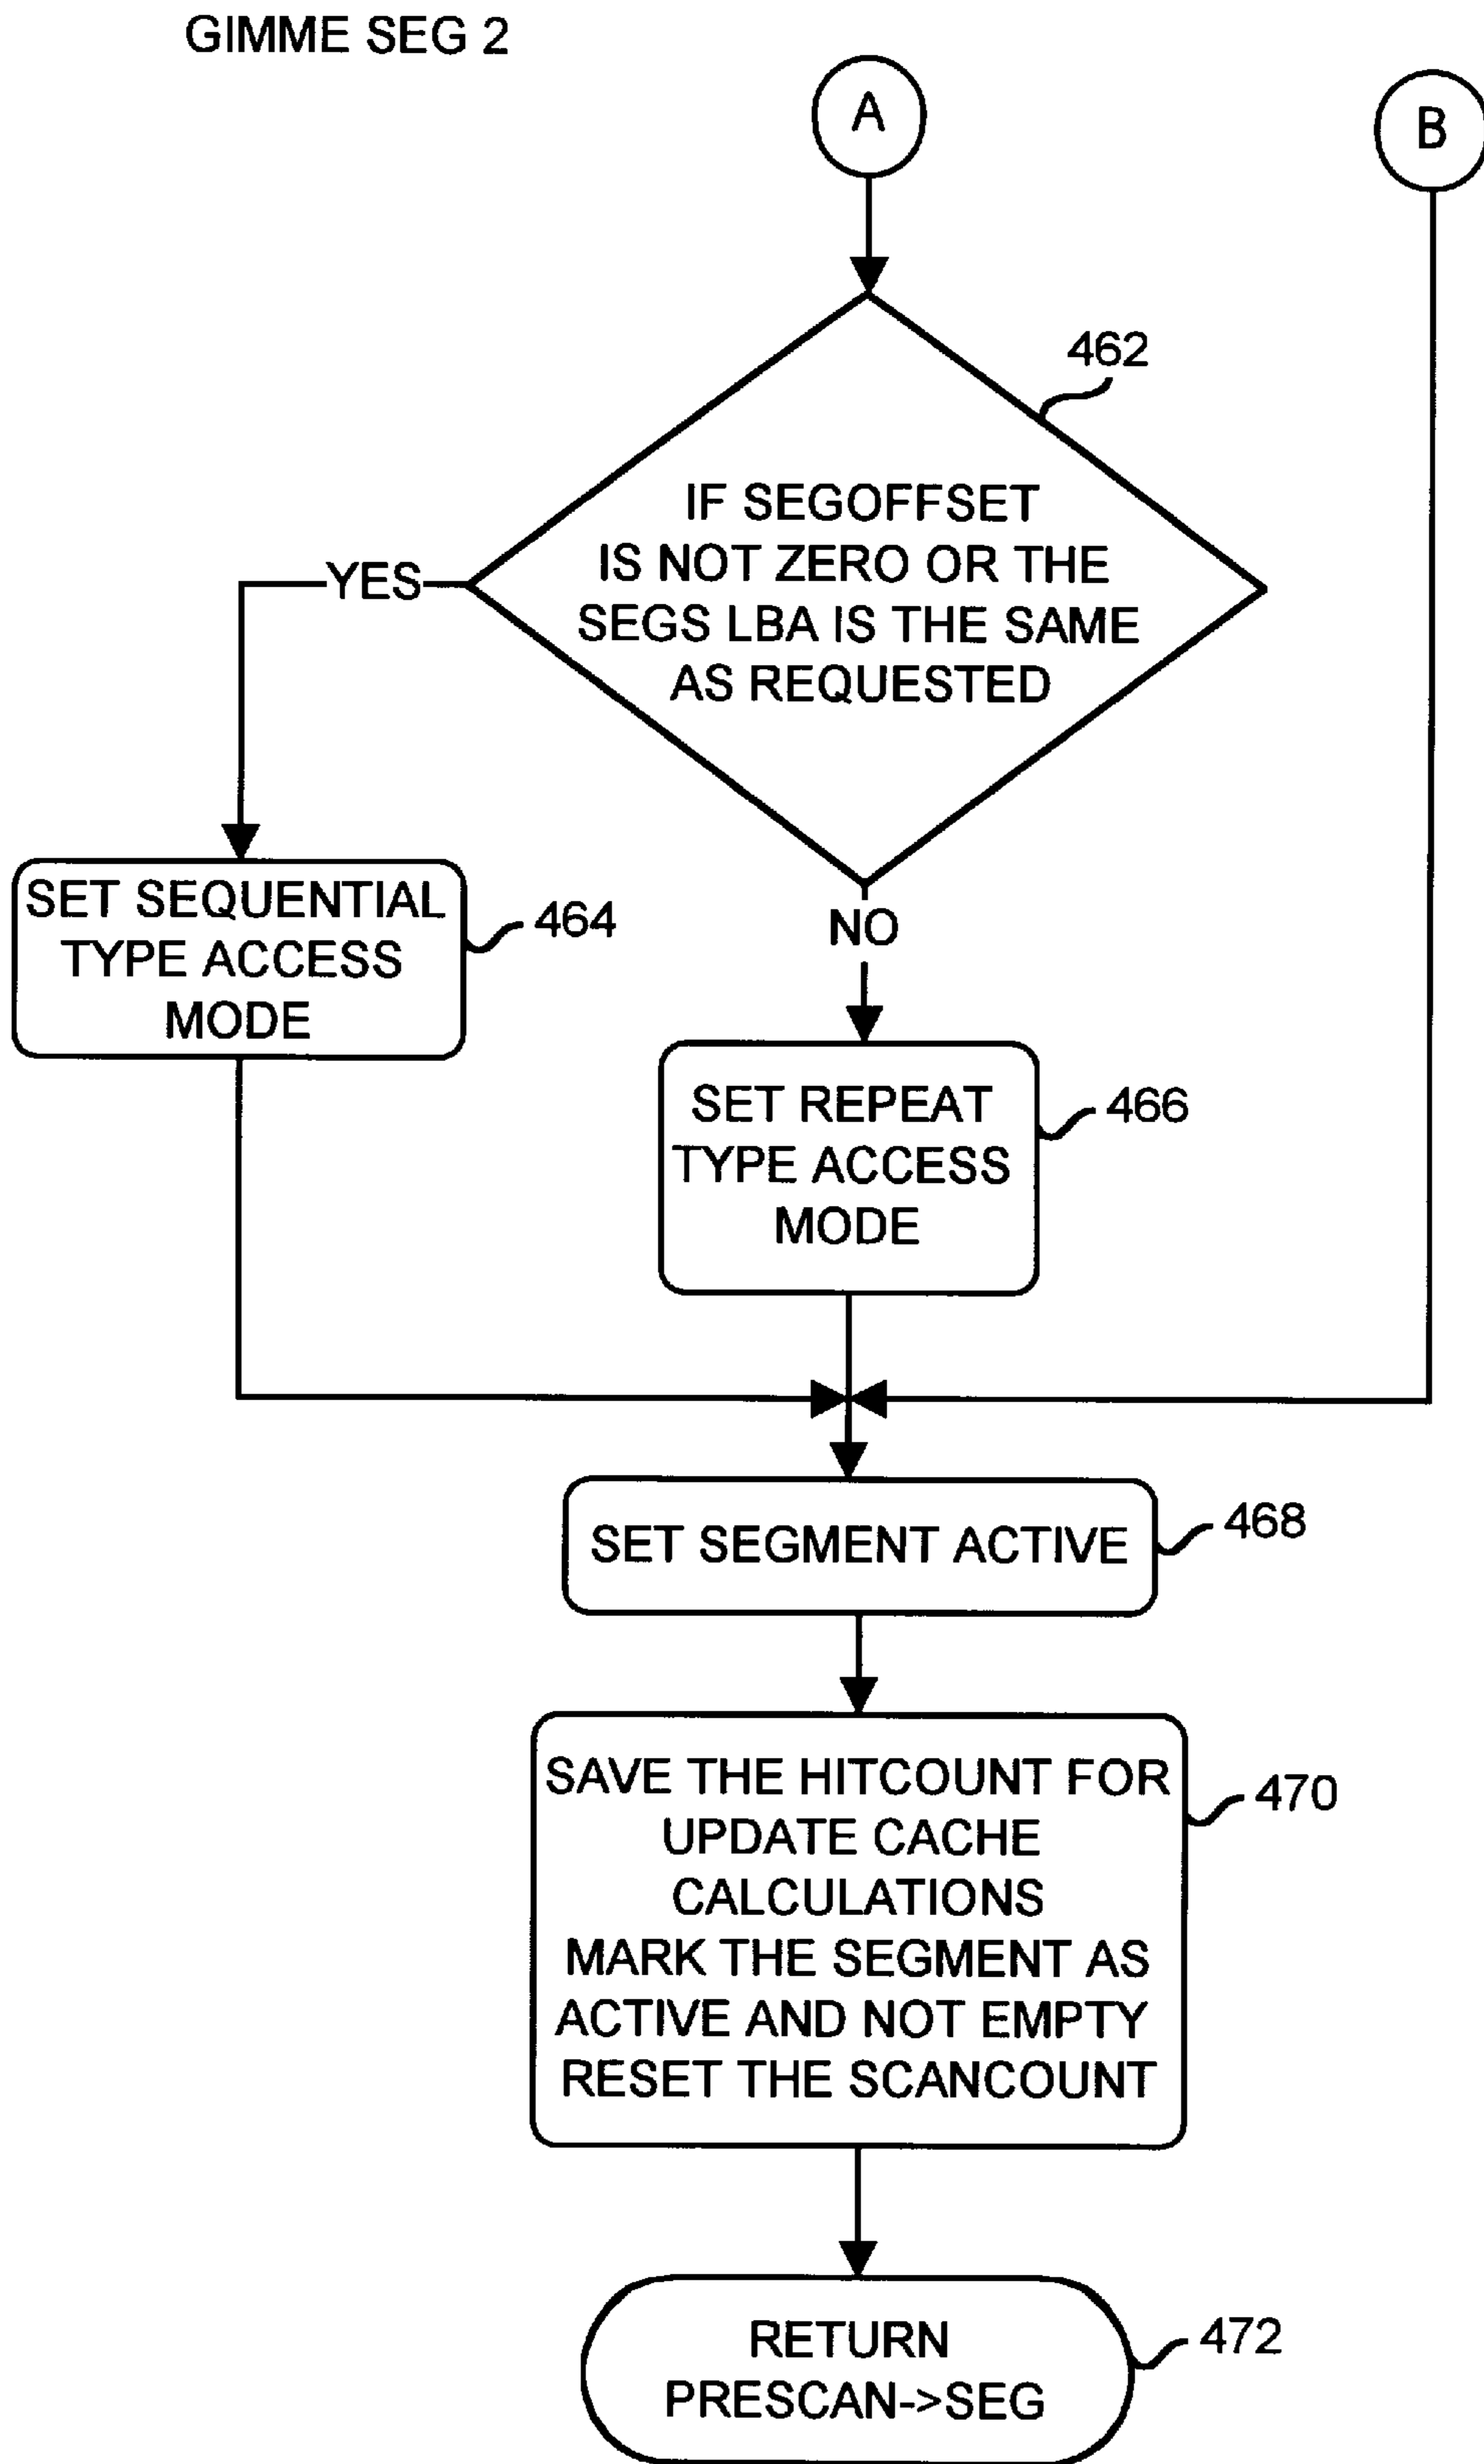 GIMME SEG 2
A
B
462
IF SEGOFFSET
IS NOT ZERO OR THE
SEGS LBA IS THE SAME
AS REQUESTED
YES
NO
SET SEQUENTIAL
TYPE ACCESS
MODE
464
SET REPEAT
TYPE ACCESS
MODE
466
SET SEGMENT ACTIVE
468
SAVE THE HITCOUNT FOR
UPDATE CACHE
CALCULATIONS
MARK THE SEGMENT AS
ACTIVE AND NOT EMPTY
RESET THE SCANCOUNT
470
RETURN
PRESCAN->SEG
472